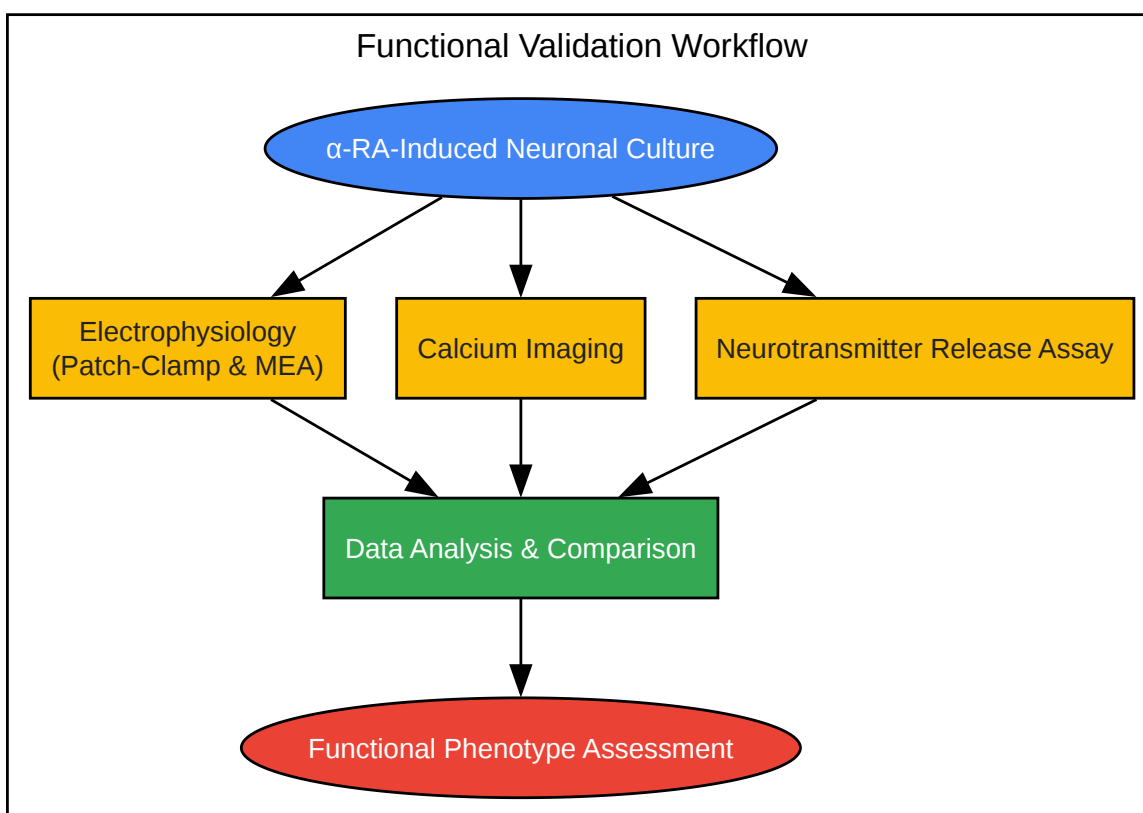 Functional Validation Workflow
α-RA-Induced Neuronal Culture
Electrophysiology
(Patch-Clamp & MEA)
Calcium Imaging
Neurotransmitter Release Assay
Data Analysis & Comparison
Functional Phenotype Assessment